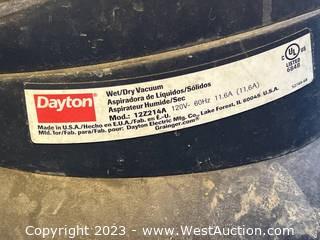 Dayton
Wet/Dry Vacuum
Aspiradora de Líquidos/Sólidos
Aspirateur Humide/Sec
Mod.: 12Z214A 120V~ 60Hz 11.6A (11.6A)
Made in U.S.A./Hecho en E.U.A./Fab. en É.-U.
Mfd. for/Fab. para/Fab. pour: Dayton Electric Mfg. Co., Lake Forest, IL 60045 U.S.A.
Grainger.com®
C UL US
LISTED
Copyright 2023 - www.WestAuction.com